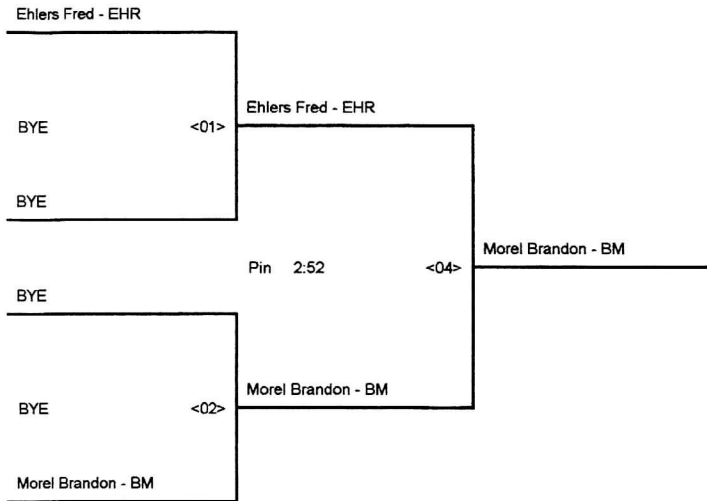 Ehlers Fred - EHR
Ehlers Fred - EHR
BYE <01>
BYE
Morel Brandon - BM
Pin 2:52 <04>
BYE
Morel Brandon - BM
BYE <02>
Morel Brandon - BM